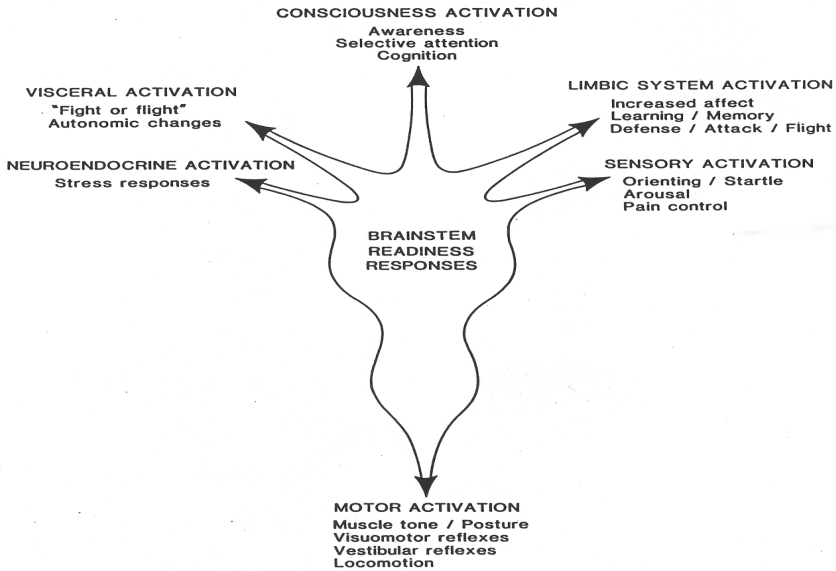 CONSCIOUSNESS ACTIVATION
Awareness
Selective attention
Cognition
VISCERAL ACTIVATION
"Fight or flight"
Autonomic changes
LIMBIC SYSTEM ACTIVATION
Increased affect
Learning / Memory
Defense / Attack / Flight
NEUROENDOCRINE ACTIVATION
Stress responses
SENSORY ACTIVATION
Orienting / Startle
Arousal
Pain control
BRAINSTEM
READINESS
RESPONSES
MOTOR ACTIVATION
Muscle tone / Posture
Visuomotor reflexes
Vestibular reflexes
Locomotion